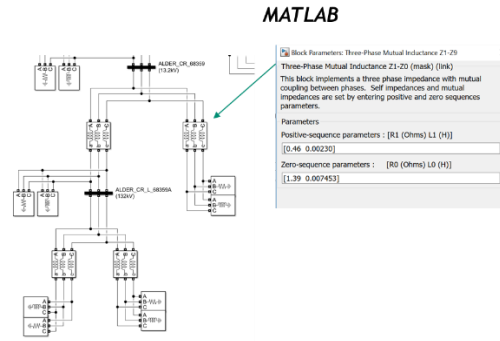 MATLAB
ALDER_CR_68359
(13.2kV)
ALDER_CR_L_68359A
(132kV)
Block Parameters: Three-Phase Mutual Inductance Z1-Z9
Three-Phase Mutual Inductance Z1-Z0 (mask) (link)
This block implements a three phase impedance with mutual
coupling between phases. Self impedances and mutual
impedances are set by entering positive and zero sequences
parameters.
Parameters
Positive-sequence parameters : [R1 (Ohms) L1 (H)]
[0.46 0.00230]
Zero-sequence parameters : [R0 (Ohms) L0 (H)]
[1.39 0.007453]